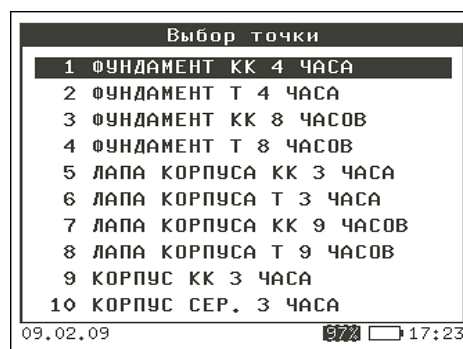 Выбор точки
1 ФУНДАМЕНТ КК 4 ЧАСА
2 ФУНДАМЕНТ Т 4 ЧАСА
3 ФУНДАМЕНТ КК 8 ЧАСОВ
4 ФУНДАМЕНТ Т 8 ЧАСОВ
5 ЛАПА КОРПУСА КК 3 ЧАСА
6 ЛАПА КОРПУСА Т 3 ЧАСА
7 ЛАПА КОРПУСА КК 9 ЧАСОВ
8 ЛАПА КОРПУСА Т 9 ЧАСОВ
9 КОРПУС КК 3 ЧАСА
10 КОРПУС СЕР. 3 ЧАСА
09.02.09 97% 17:23